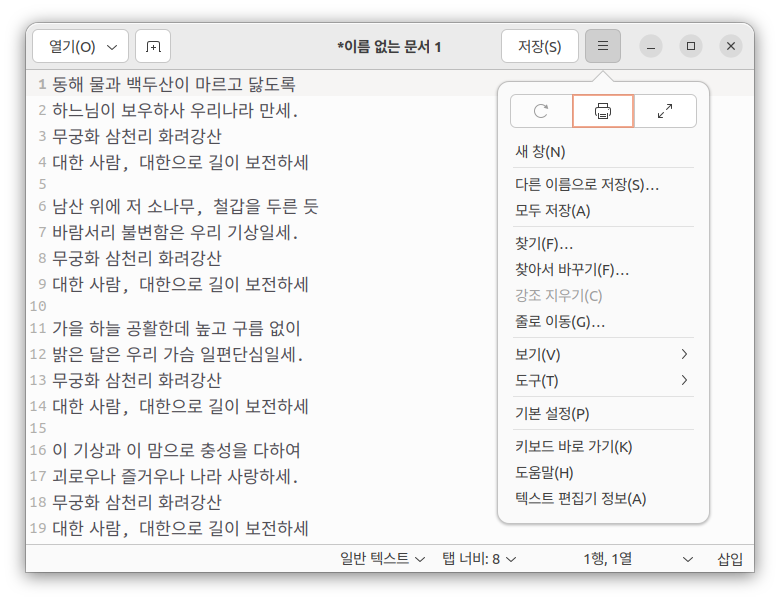 열기(O)
*이름 없는 문서 1
저장(S)
1 동해 물과 백두산이 마르고 닳도록
2 하느님이 보우하사 우리나라 만세.
3 무궁화 삼천리 화려강산
4 대한 사람, 대한으로 길이 보전하세
5
6 남산 위에 저 소나무, 철갑을 두른 듯
7 바람서리 불변함은 우리 기상일세.
8 무궁화 삼천리 화려강산
9 대한 사람, 대한으로 길이 보전하세
10
11 가을 하늘 공활한데 높고 구름 없이
12 밝은 달은 우리 가슴 일편단심일세.
13 무궁화 삼천리 화려강산
14 대한 사람, 대한으로 길이 보전하세
15
16 이 기상과 이 맘으로 충성을 다하여
17 괴로우나 즐거우나 나라 사랑하세.
18 무궁화 삼천리 화려강산
19 대한 사람, 대한으로 길이 보전하세
새 창(N)
다른 이름으로 저장(S)...
모두 저장(A)
찾기(F)...
찾아서 바꾸기(F)...
강조 지우기(C)
줄로 이동(G)...
보기(V)
도구(T)
기본 설정(P)
키보드 바로 가기(K)
도움말(H)
텍스트 편집기 정보(A)
일반 텍스트
탭 너비: 8
1행, 1열
삽입